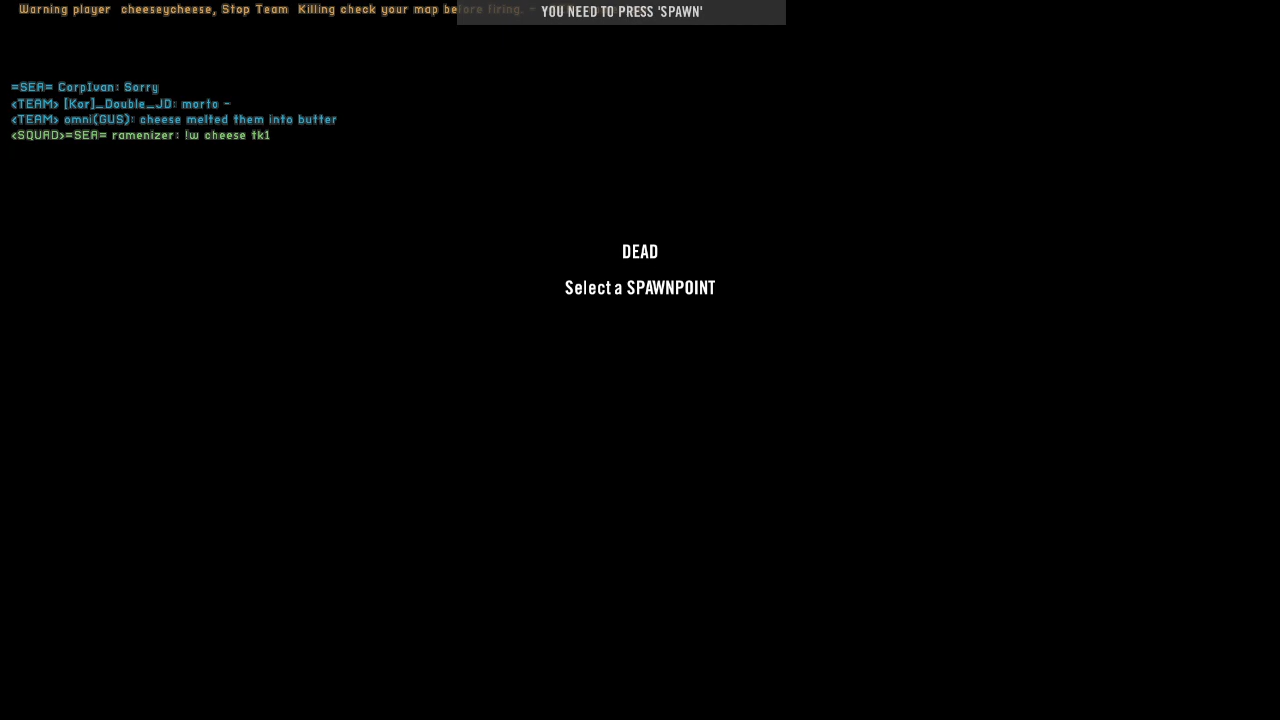 Warning player cheeseycheese, Stop Team Killing check your map before firing. -
YOU NEED TO PRESS 'SPAWN'
=SEA= CorpIvan: Sorry
<TEAM> [Kor]_Double_JD: morto -
<TEAM> omni(GUS): cheese melted them into butter
<SQUAD>=SEA= ramenizer: !w cheese tk1
DEAD
Select a SPAWNPOINT